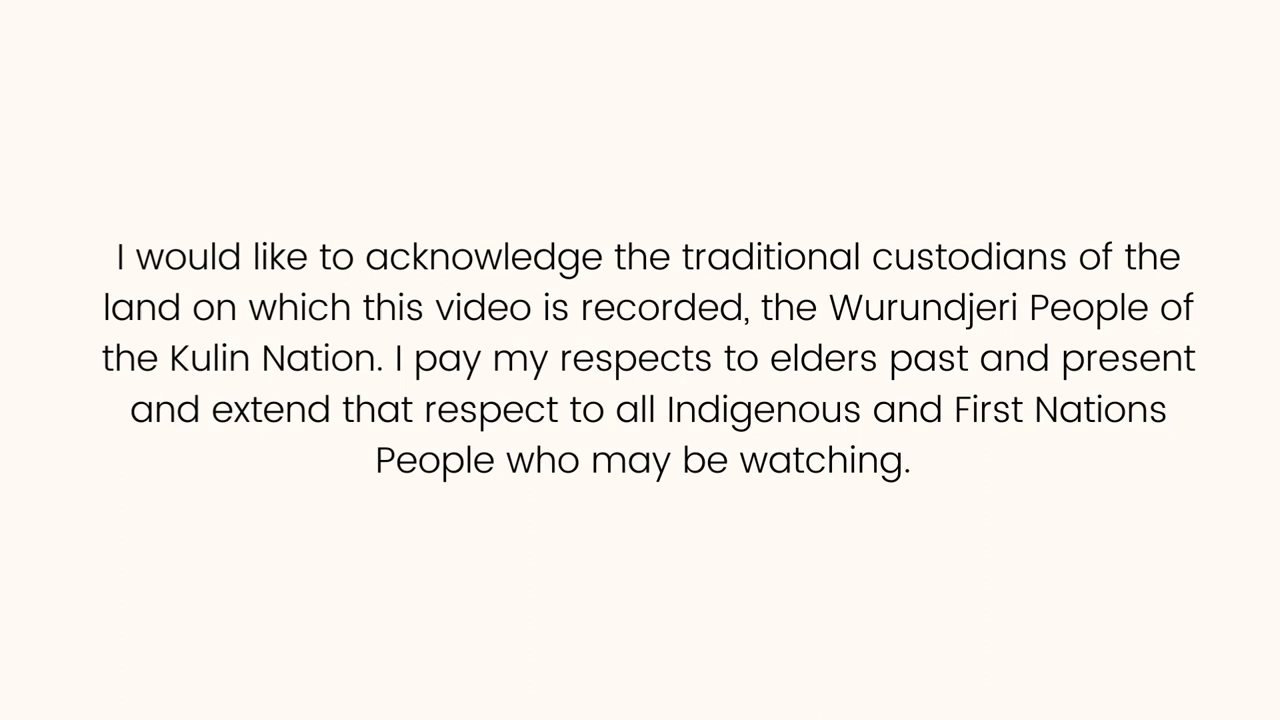 I would like to acknowledge the traditional custodians of the
land on which this video is recorded, the Wurundjeri People of
the Kulin Nation. I pay my respects to elders past and present
and extend that respect to all Indigenous and First Nations
People who may be watching.